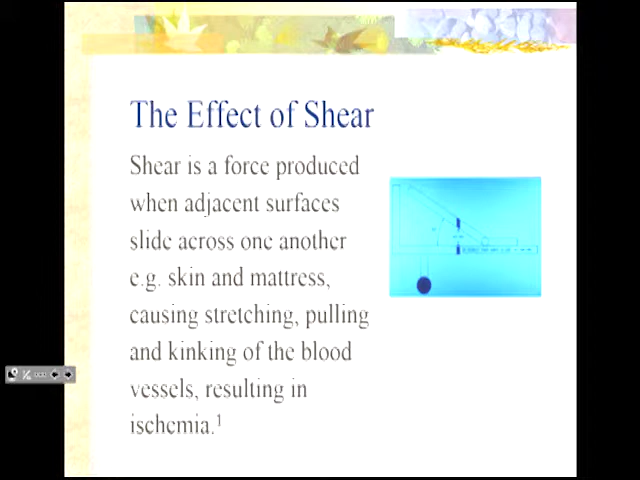 The Effect of Shear
Shear is a force produced
when adjacent surfaces
slide across one another
e.g. skin and mattress,
causing stretching, pulling
and kinking of the blood
vessels, resulting in
ischemia.1